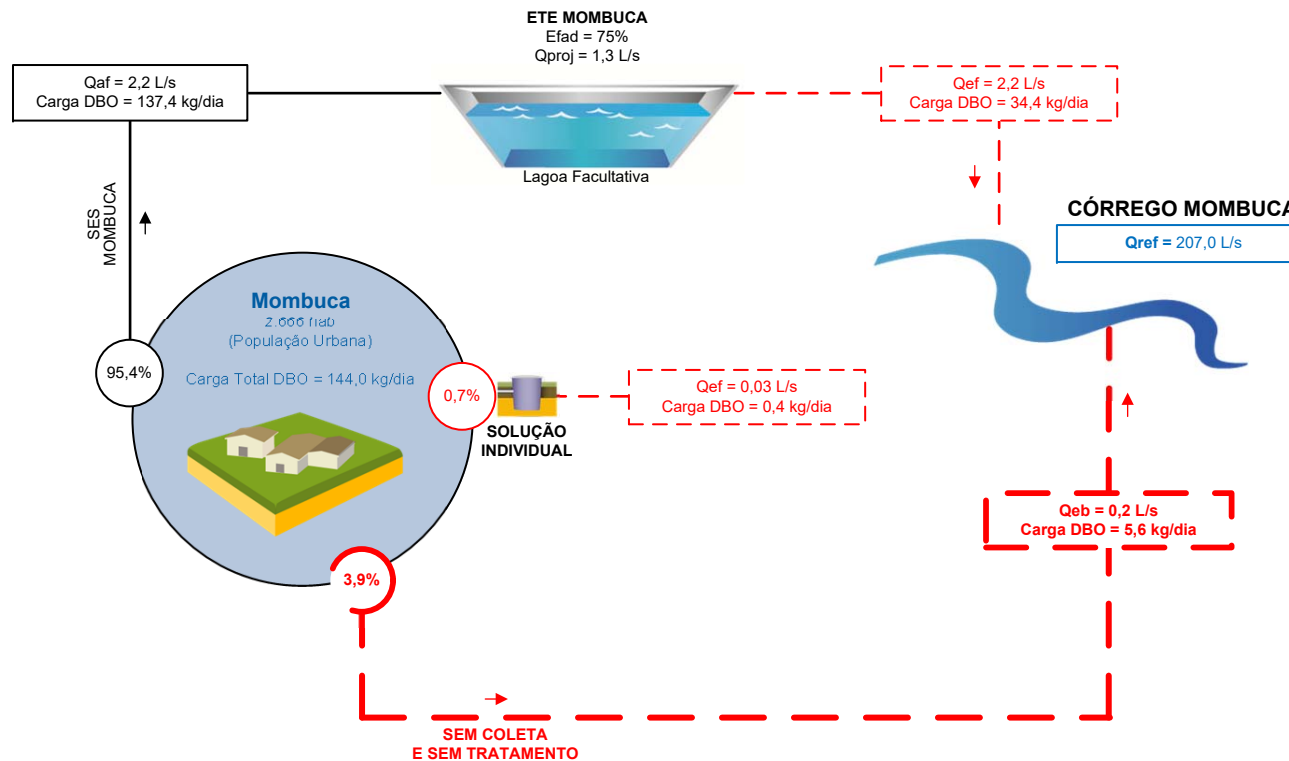 ETE MOMBUCA
Efad = 75%
Qproj = 1,3 L/s
Qaf = 2,2 L/s
Carga DBO = 137,4 kg/dia
Qef = 2,2 L/s
Carga DBO = 34,4 kg/dia
Lagoa Facultativa
SES
MOMBUCA
CÓRREGO MOMBUCA
Qref = 207,0 L/s
Mombuca
2.666 hab
(População Urbana)
Carga Total DBO = 144,0 kg/dia
95,4%
0,7%
SOLUÇÃO
INDIVIDUAL
Qef = 0,03 L/s
Carga DBO = 0,4 kg/dia
Qeb = 0,2 L/s
Carga DBO = 5,6 kg/dia
3,9%
SEM COLETA
E SEM TRATAMENTO